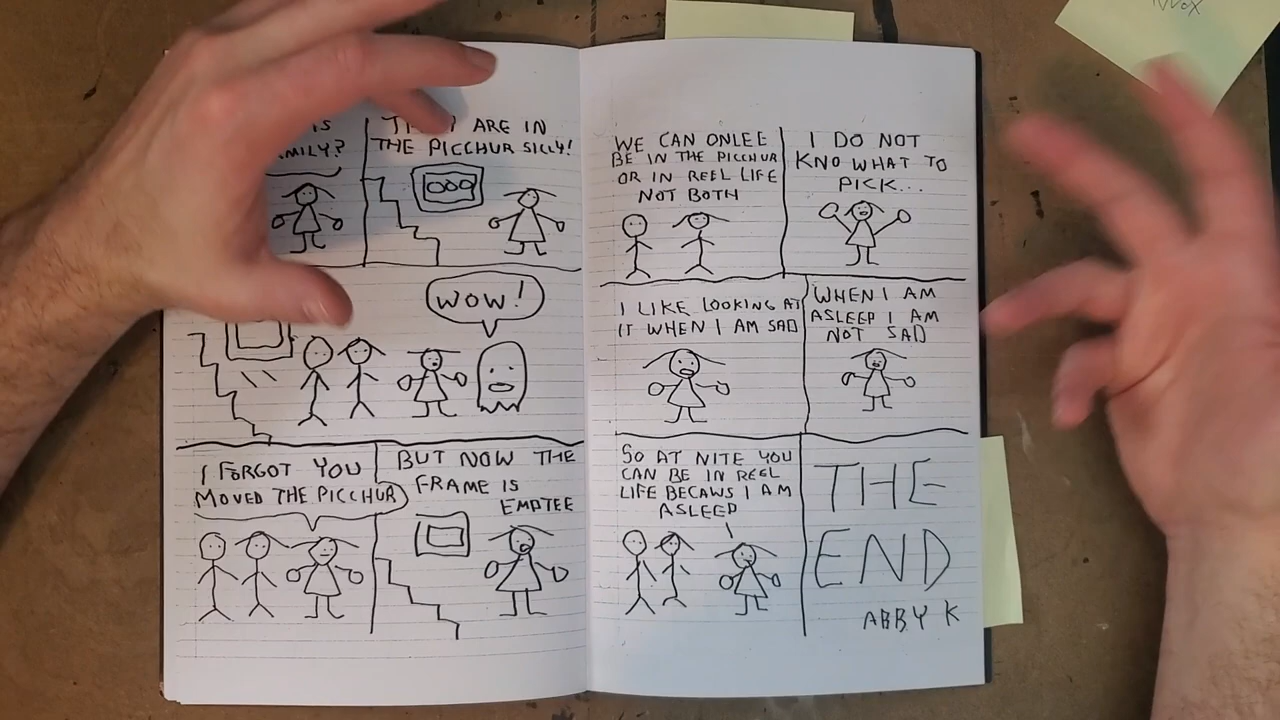 IS
THEY ARE IN
THE PICCHUR SILLY!
WOW!
I FORGOT YOU
MOVED THE PICCHUR
BUT NOW THE
FRAME IS
EMPTEE
WE CAN ONLEE
BE IN THE PICCHUR
OR IN REEL LIFE
NOT BOTH
I DO NOT
KNO WHAT TO
PICK...
I LIKE LOOKING AT
IT WHEN I AM SAD
WHEN I AM
ASLEEP I AM
NOT SAD
SO AT NITE YOU
CAN BE IN REEL
LIFE BECAWS I AM
ASLEEP
THE
END
ABBY K